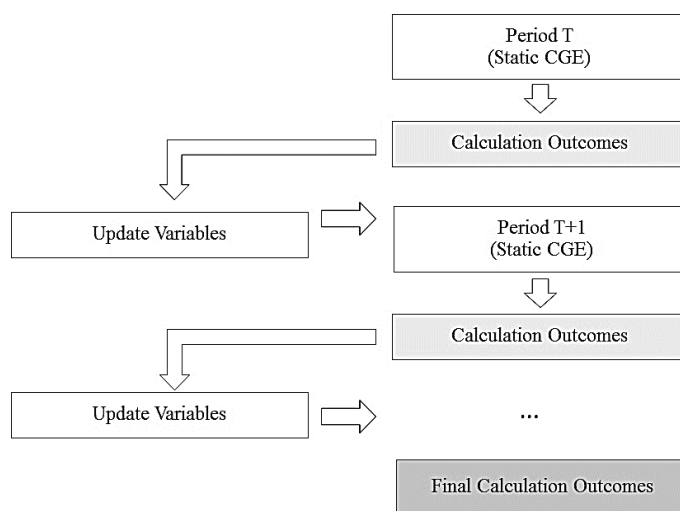 Period T
(Static CGE)
Calculation Outcomes
Update Variables
Period T+1
(Static CGE)
Calculation Outcomes
Update Variables
...
Final Calculation Outcomes